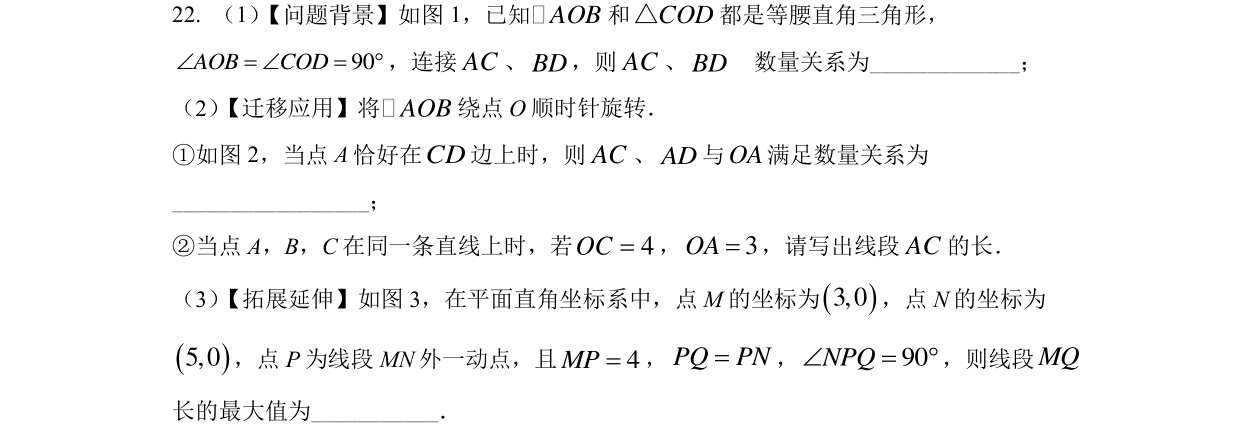 22. （1）【问题背景】如图 1，已知□AOB 和 △COD 都是等腰直角三角形，
∠AOB = ∠COD = 90°，连接 AC 、 BD，则 AC 、 BD 数量关系为_____________；
（2）【迁移应用】将□AOB 绕点 O 顺时针旋转．
①如图 2，当点 A 恰好在 CD 边上时，则 AC 、 AD 与 OA 满足数量关系为
_________________；
②当点 A，B，C 在同一条直线上时，若 OC = 4，OA = 3，请写出线段 AC 的长．
（3）【拓展延伸】如图 3，在平面直角坐标系中，点 M 的坐标为(3,0)，点 N 的坐标为
(5,0)，点 P 为线段 MN 外一动点，且 MP = 4， PQ = PN，∠NPQ = 90°，则线段 MQ
长的最大值为___________．